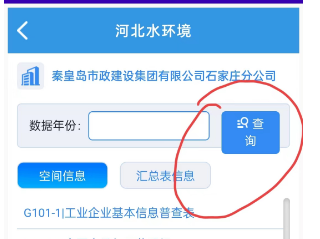 河北水环境
秦皇岛市政建设集团有限公司石家庄分公司
数据年份:
查
询
空间信息
汇总表信息
G101-1|工业企业基本信息普查表